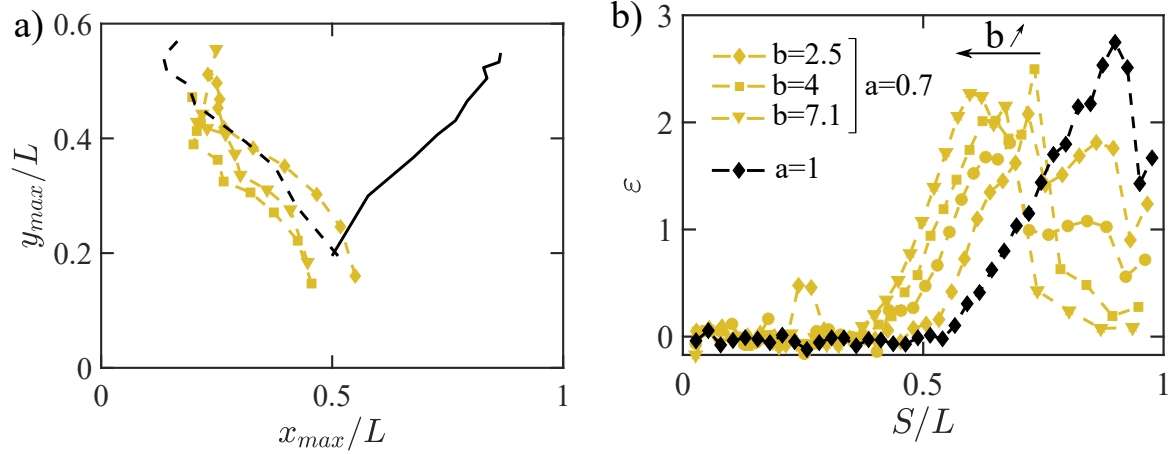 a)
0.6
0.4
0.2
0
y_max/L
0
0.5
1
x_max/L
b)
3
2
1
0
ε
b ↗
b=2.5
b=4
b=7.1
a=0.7
a=1
0
0.5
1
S/L